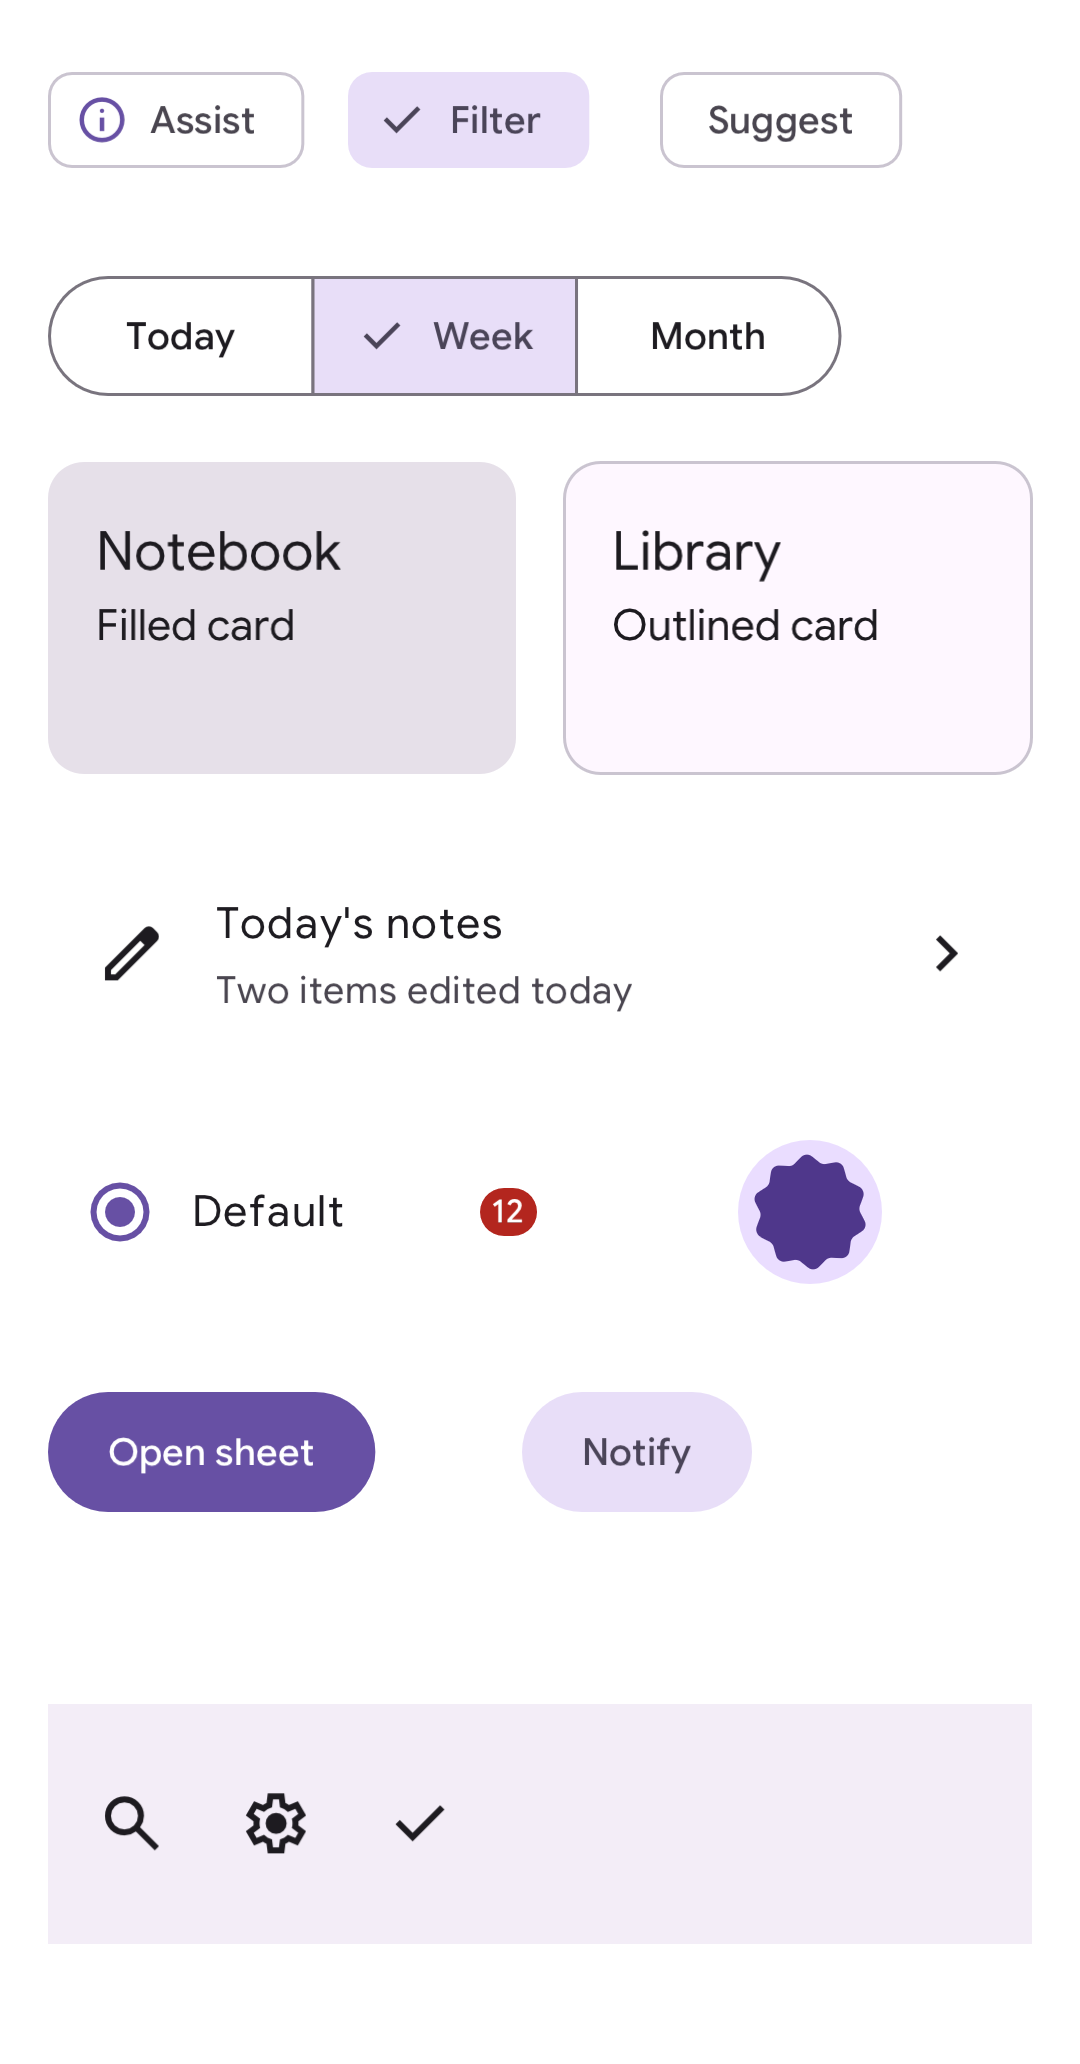 Assist Filter Suggest
Today Week Month
Notebook
Filled card
Library
Outlined card
Today's notes
Two items edited today
Default 12
Open sheet Notify